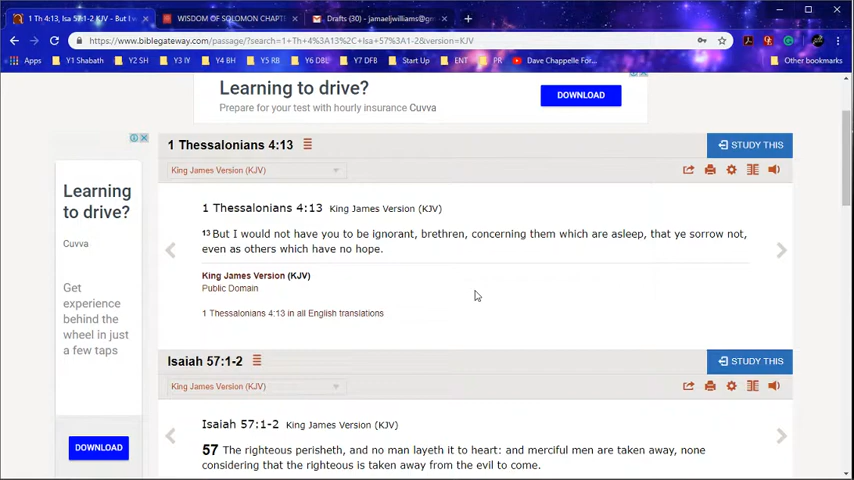 1 Th 4:13, Isa 57:1-2 KJV - But I w
WISDOM OF SOLOMON CHAPTE
Drafts (30) - jamaeljwilliams@gm
https://www.biblegateway.com/passage/?search=1+Th+4%3A13%2C+Isa+57%3A1-2&version=KJV
Apps
Y1 Shabath
Y2 SH
Y3 IY
Y4 BH
Y5 RB
Y6 DBL
Y7 DFB
Start Up
ENT
PR
Dave Chappelle For...
Other bookmarks
Learning to drive?
Prepare for your test with hourly insurance Cuvva
DOWNLOAD
1 Thessalonians 4:13
STUDY THIS
King James Version (KJV)
1 Thessalonians 4:13 King James Version (KJV)
13 But I would not have you to be ignorant, brethren, concerning them which are asleep, that ye sorrow not,
even as others which have no hope.
King James Version (KJV)
Public Domain
1 Thessalonians 4:13 in all English translations
Isaiah 57:1-2
STUDY THIS
King James Version (KJV)
Isaiah 57:1-2 King James Version (KJV)
57 The righteous perisheth, and no man layeth it to heart: and merciful men are taken away, none
considering that the righteous is taken away from the evil to come.
Learning
to drive?
Cuvva
Get
experience
behind the
wheel in just
a few taps
DOWNLOAD